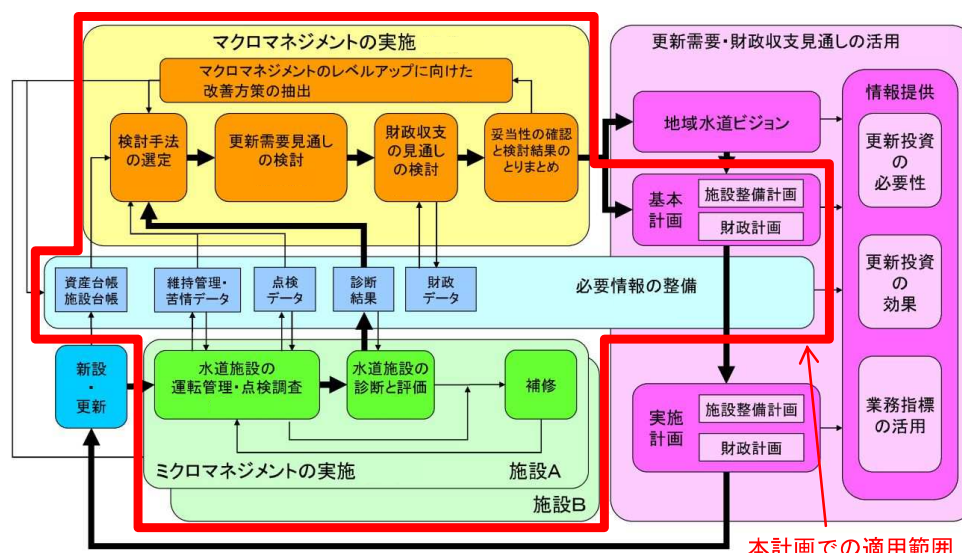 マクロマネジメントの実施
マクロマネジメントのレベルアップに向けた
改善方策の抽出
検討手法
の選定
更新需要見通し
の検討
財政収支
の見通し
の検討
妥当性の確認
と検討結果の
とりまとめ
更新需要・財政収支見通しの活用
地域水道ビジョン
基本
計画
施設整備計画
財政計画
情報提供
更新投資
の
必要性
更新投資
の
効果
業務指標
の活用
資産台帳
施設台帳
維持管理・
苦情データ
点検
データ
診断
結果
財政
データ
必要情報の整備
新設
・
更新
水道施設の
運転管理・点検調査
水道施設の
診断と評価
補修
ミクロマネジメントの実施
施設A
施設B
実施
計画
施設整備計画
財政計画
本計画での適用範囲